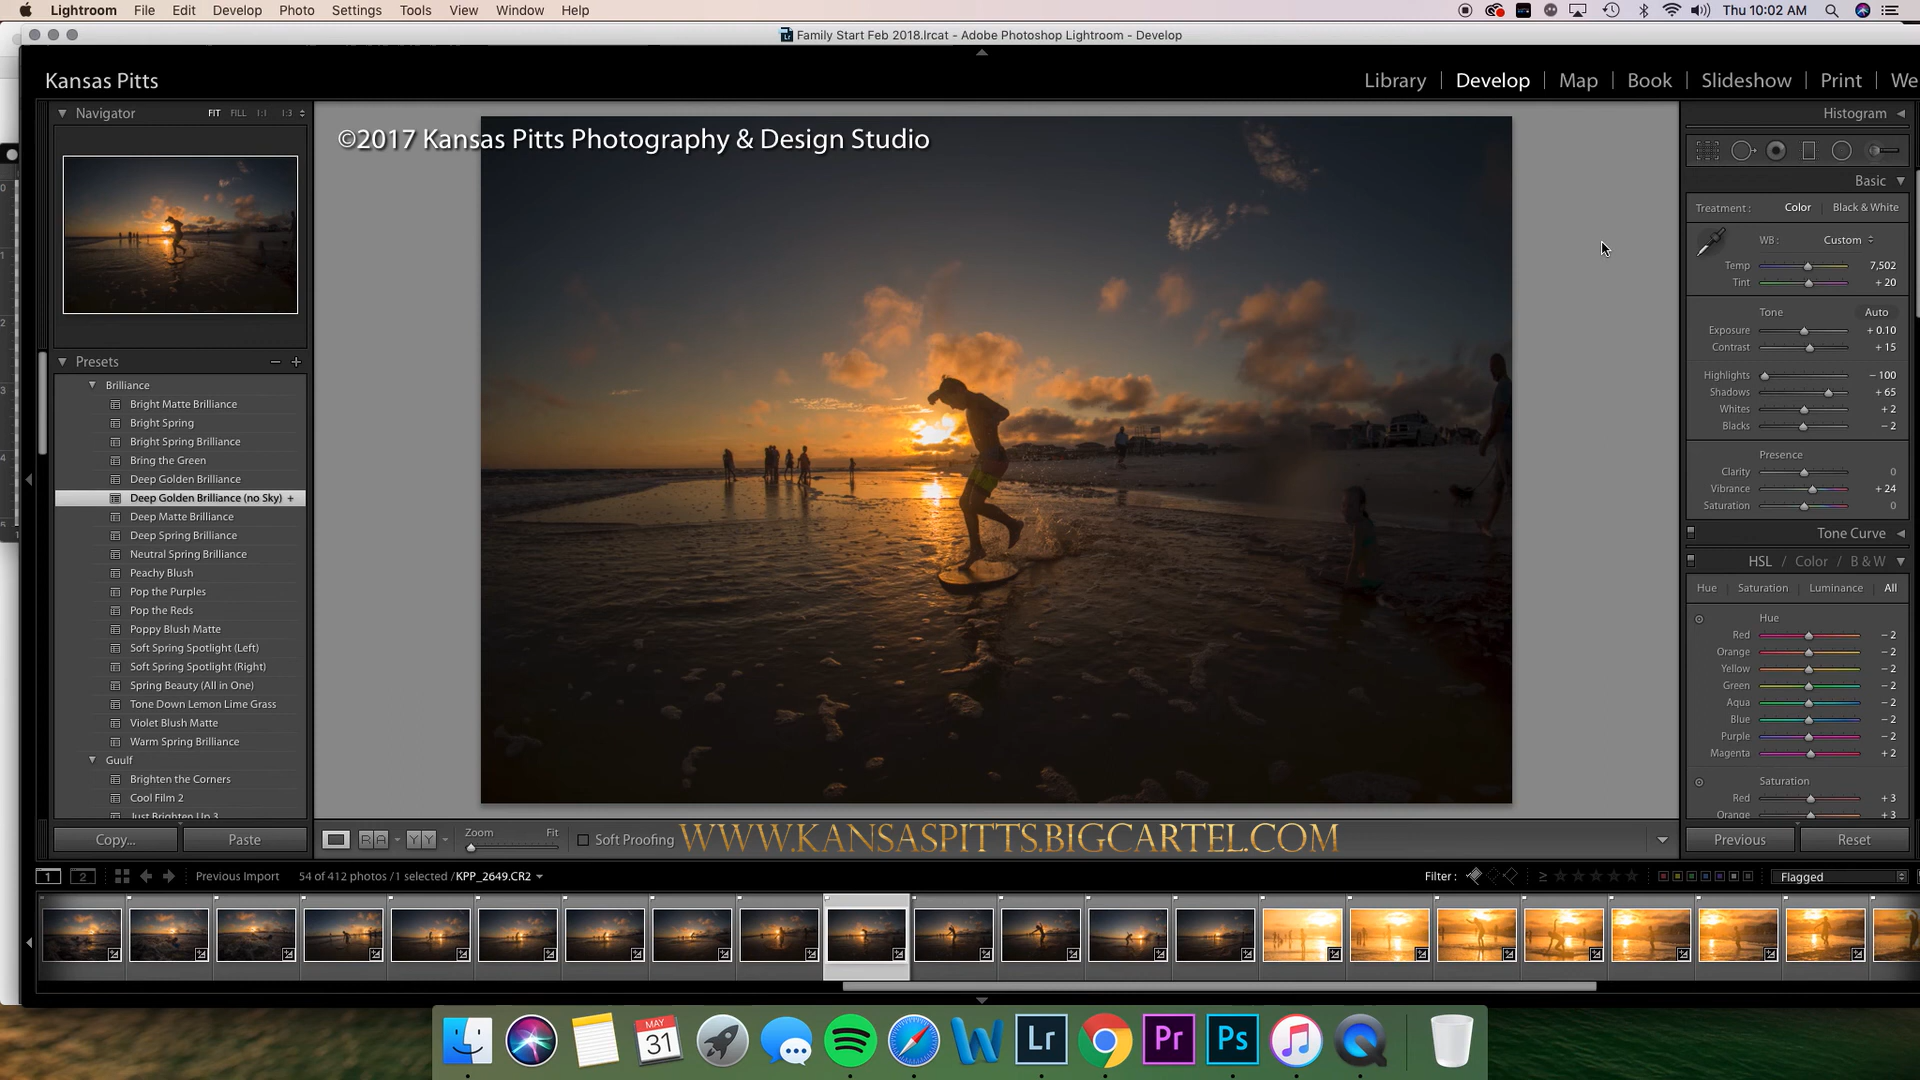 Lightroom File Edit Develop Photo Settings Tools View Window Help Thu 10:02 AM
Family Start Feb 2018.lrcat - Adobe Photoshop Lightroom - Develop
Kansas Pitts
Library Develop Map Book Slideshow Print We
Navigator FIT FILL 1:1 1:3
©2017 Kansas Pitts Photography & Design Studio
Presets
Brilliance
Bright Matte Brilliance
Bright Spring
Bright Spring Brilliance
Bring the Green
Deep Golden Brilliance
Deep Golden Brilliance (no Sky) +
Deep Matte Brilliance
Deep Spring Brilliance
Neutral Spring Brilliance
Peachy Blush
Pop the Purples
Pop the Reds
Poppy Blush Matte
Soft Spring Spotlight (Left)
Soft Spring Spotlight (Right)
Spring Beauty (All in One)
Tone Down Lemon Lime Grass
Violet Blush Matte
Warm Spring Brilliance
Guulf
Brighten the Corners
Cool Film 2
Just Brighten Up 3
Copy... Paste
Histogram
Basic
Treatment : Color Black & White
WB : Custom
Temp 7,502
Tint + 20
Tone Auto
Exposure + 0.10
Contrast + 15
Highlights − 100
Shadows + 65
Whites + 2
Blacks − 2
Presence
Clarity 0
Vibrance + 24
Saturation 0
Tone Curve
HSL / Color / B & W
Hue Saturation Luminance All
Hue
Red − 2
Orange − 2
Yellow − 2
Green − 2
Aqua − 2
Blue − 2
Purple − 2
Magenta + 2
Saturation
Red + 3
Orange + 3
Previous Reset
R A Y Y Zoom Fit Soft Proofing
WWW.KANSASPITTS.BIGCARTEL.COM
1 2 Previous Import 54 of 412 photos /1 selected /KPP_2649.CR2 Filter : ≥ Flagged
MAY
31
W Lr Pr Ps